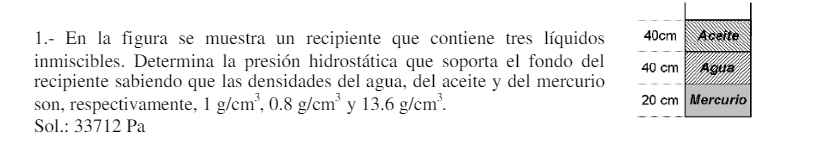 1.- En la figura se muestra un recipiente que contiene tres líquidos
inmiscibles. Determina la presión hidrostática que soporta el fondo del
recipiente sabiendo que las densidades del agua, del aceite y del mercurio
son, respectivamente, 1 g/cm³, 0.8 g/cm³ y 13.6 g/cm³.
Sol.: 33712 Pa
40cm Aceite
40 cm Agua
20 cm Mercurio